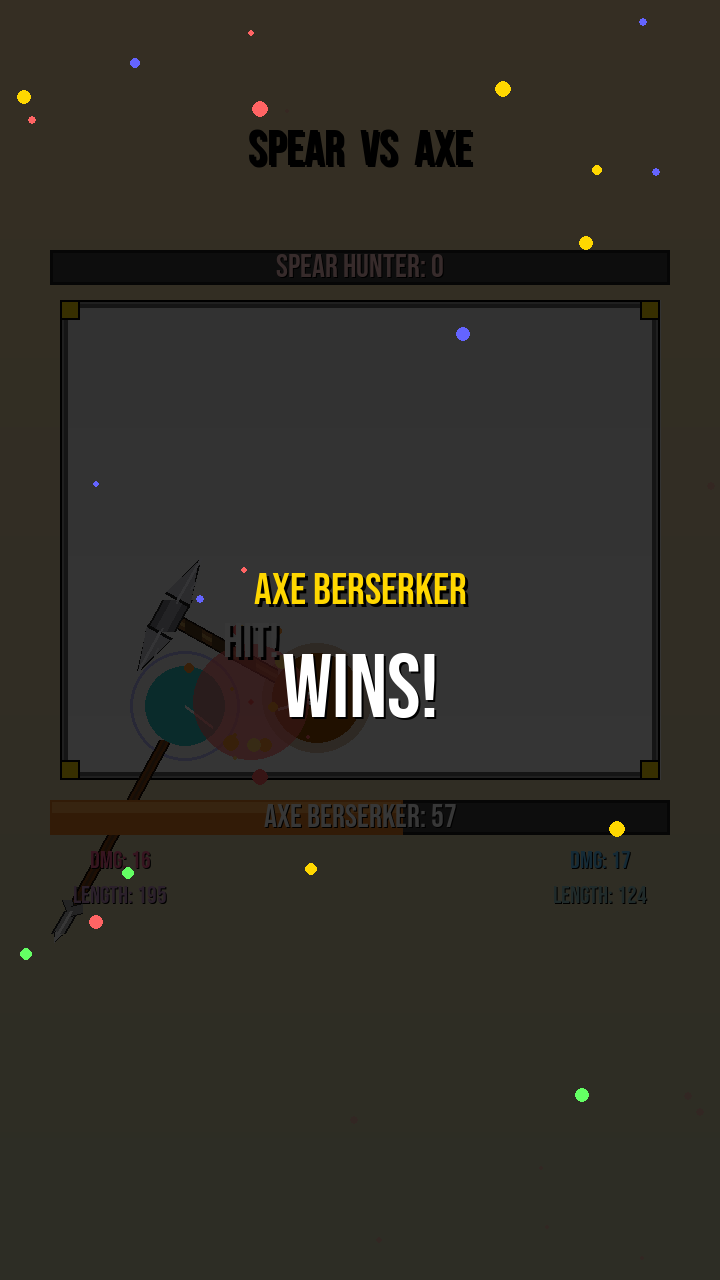 SPEAR VS AXE
SPEAR HUNTER: 0
AXE BERSERKER
HIT!
WINS!
AXE BERSERKER: 57
DMG: 16
DMG: 17
LENGTH: 195
LENGTH: 124